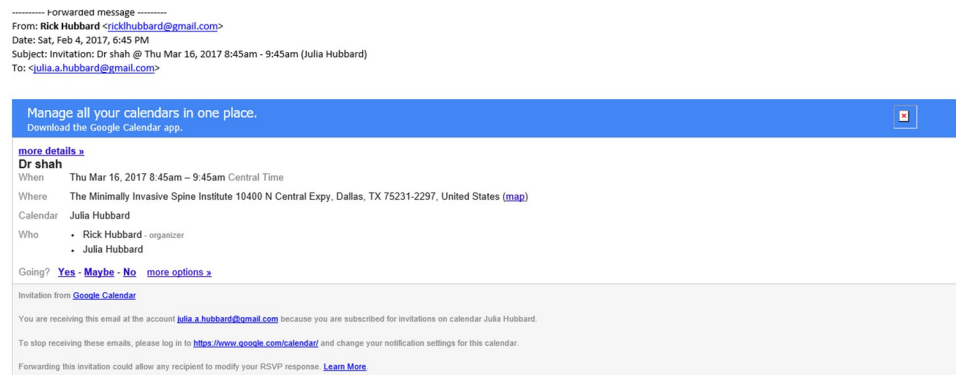 ---------- Forwarded message ---------
From: Rick Hubbard <ricklhubbard@gmail.com>
Date: Sat, Feb 4, 2017, 6:45 PM
Subject: Invitation: Dr shah @ Thu Mar 16, 2017 8:45am - 9:45am (Julia Hubbard)
To: <julia.a.hubbard@gmail.com>
Manage all your calendars in one place.
Download the Google Calendar app.
more details »
Dr shah
When Thu Mar 16, 2017 8:45am – 9:45am Central Time
Where The Minimally Invasive Spine Institute 10400 N Central Expy, Dallas, TX 75231-2297, United States (map)
Calendar Julia Hubbard
Who • Rick Hubbard - organizer
• Julia Hubbard
Going? Yes - Maybe - No more options »
Invitation from Google Calendar
You are receiving this email at the account julia.a.hubbard@gmail.com because you are subscribed for invitations on calendar Julia Hubbard.
To stop receiving these emails, please log in to https://www.google.com/calendar/ and change your notification settings for this calendar.
Forwarding this invitation could allow any recipient to modify your RSVP response. Learn More.